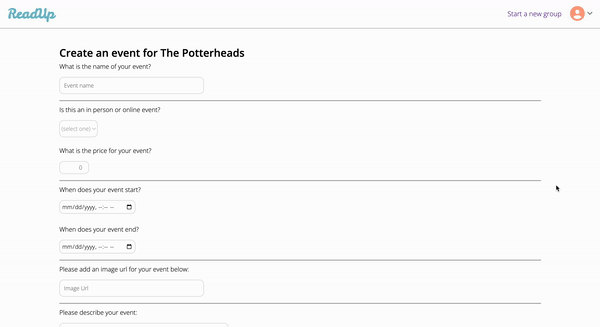 ReadUp
Start a new group
Create an event for The Potterheads
What is the name of your event?
Event name
Is this an in person or online event?
(select one)
What is the price for your event?
0
When does your event start?
mm/dd/yyyy, --:-- --
When does your event end?
mm/dd/yyyy, --:-- --
Please add an image url for your event below:
Image Url
Please describe your event: